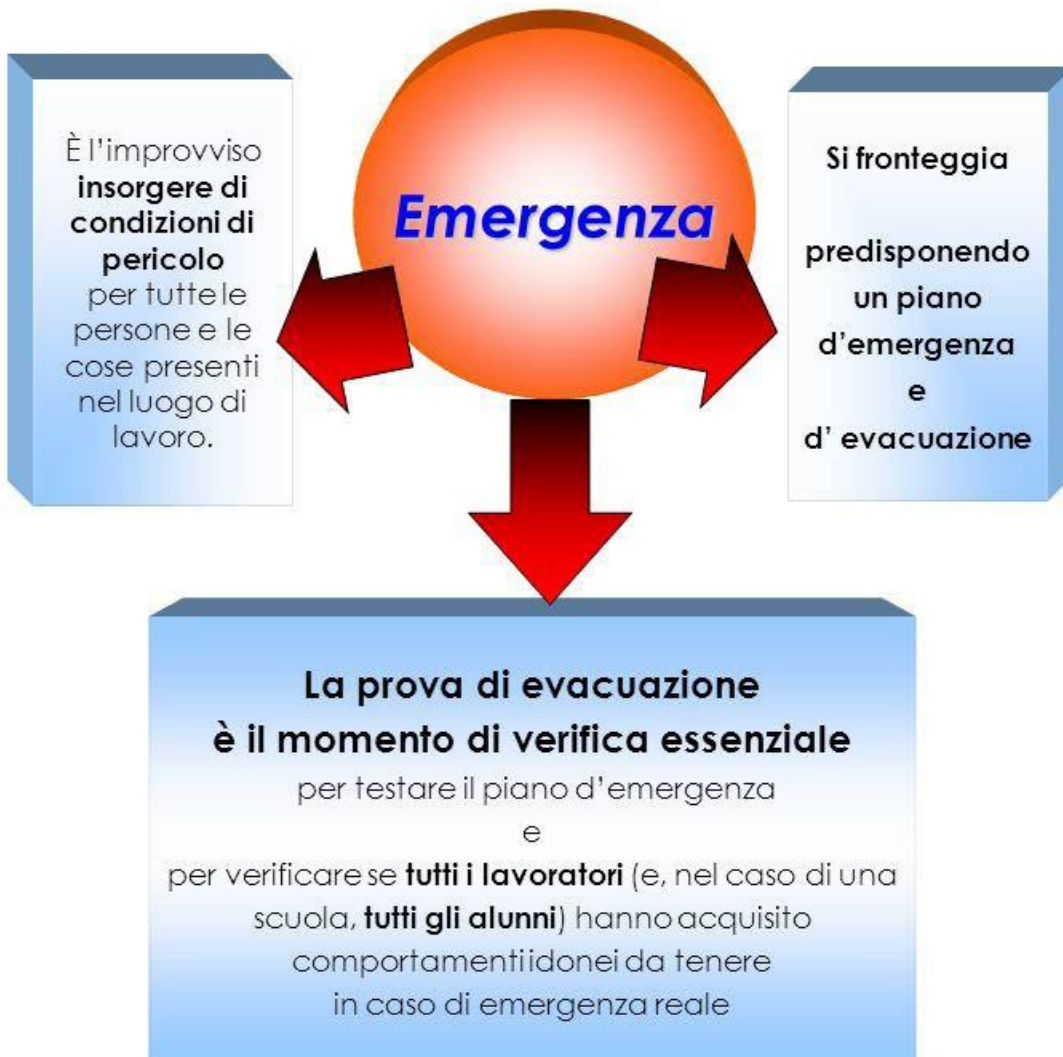 Emergenza
È l'improvviso
insorgere di
condizioni di
pericolo
per tutte le
persone e le
cose presenti
nel luogo di
lavoro.
Si fronteggia
predisponendo
un piano
d'emergenza
e
d' evacuazione
La prova di evacuazione
è il momento di verifica essenziale
per testare il piano d'emergenza
e
per verificare se tutti i lavoratori (e, nel caso di una
scuola, tutti gli alunni) hanno acquisito
comportamenti idonei da tenere
in caso di emergenza reale